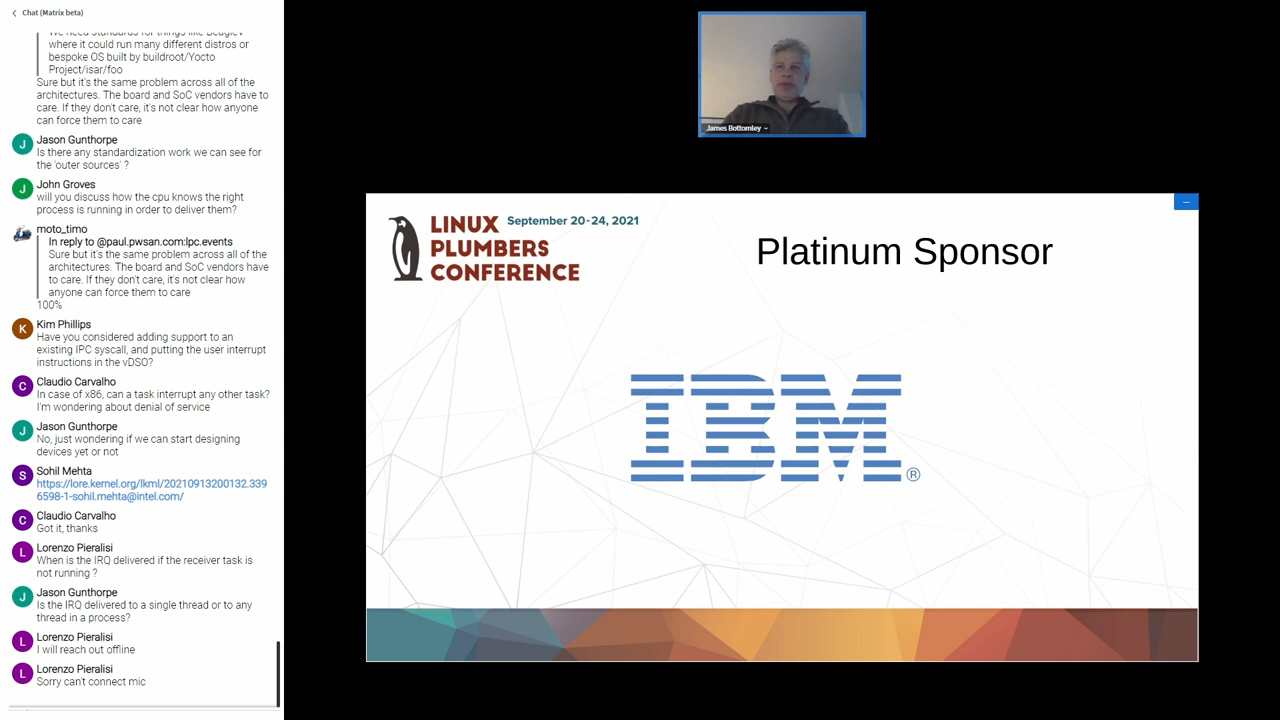 Chat (Matrix beta)
We need standards for things like BeagleV
where it could run many different distros or
bespoke OS built by buildroot/Yocto
Project/isar/foo
Sure but it's the same problem across all of the
architectures. The board and SoC vendors have to
care. If they don't care, it's not clear how anyone
can force them to care
J
Jason Gunthorpe
Is there any standardization work we can see for
the 'outer sources' ?
J
John Groves
will you discuss how the cpu knows the right
process is running in order to deliver them?
moto_timo
In reply to @paul.pwsan.com:lpc.events
Sure but it's the same problem across all of the
architectures. The board and SoC vendors have
to care. If they don't care, it's not clear how
anyone can force them to care
100%
K
Kim Phillips
Have you considered adding support to an
existing IPC syscall, and putting the user interrupt
instructions in the vDSO?
C
Claudio Carvalho
In case of x86, can a task interrupt any other task?
I'm wondering about denial of service
J
Jason Gunthorpe
No, just wondering if we can start designing
devices yet or not
S
Sohil Mehta
https://lore.kernel.org/lkml/20210913200132.339
6598-1-sohil.mehta@intel.com/
C
Claudio Carvalho
Got it, thanks
L
Lorenzo Pieralisi
When is the IRQ delivered if the receiver task is
not running ?
J
Jason Gunthorpe
Is the IRQ delivered to a single thread or to any
thread in a process?
L
Lorenzo Pieralisi
I will reach out offline
L
Lorenzo Pieralisi
Sorry can't connect mic
James Bottomley
LINUX
PLUMBERS
CONFERENCE
September 20-24, 2021
Platinum Sponsor
IBM®